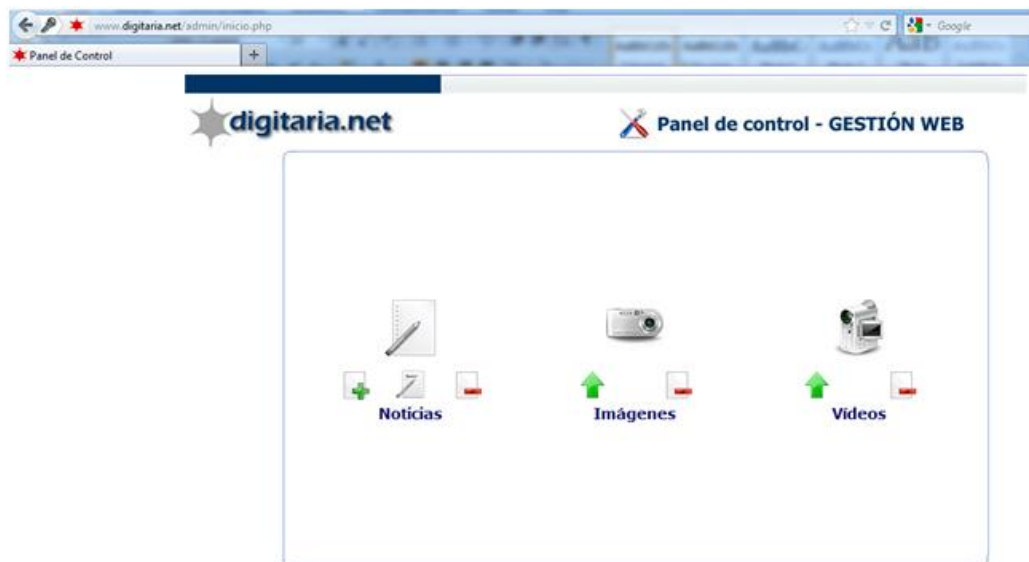 www.digitaria.net/admin/inicio.php
Google
Panel de Control
digitaria.net
Panel de control - GESTIÓN WEB
Noticias
Imágenes
Vídeos